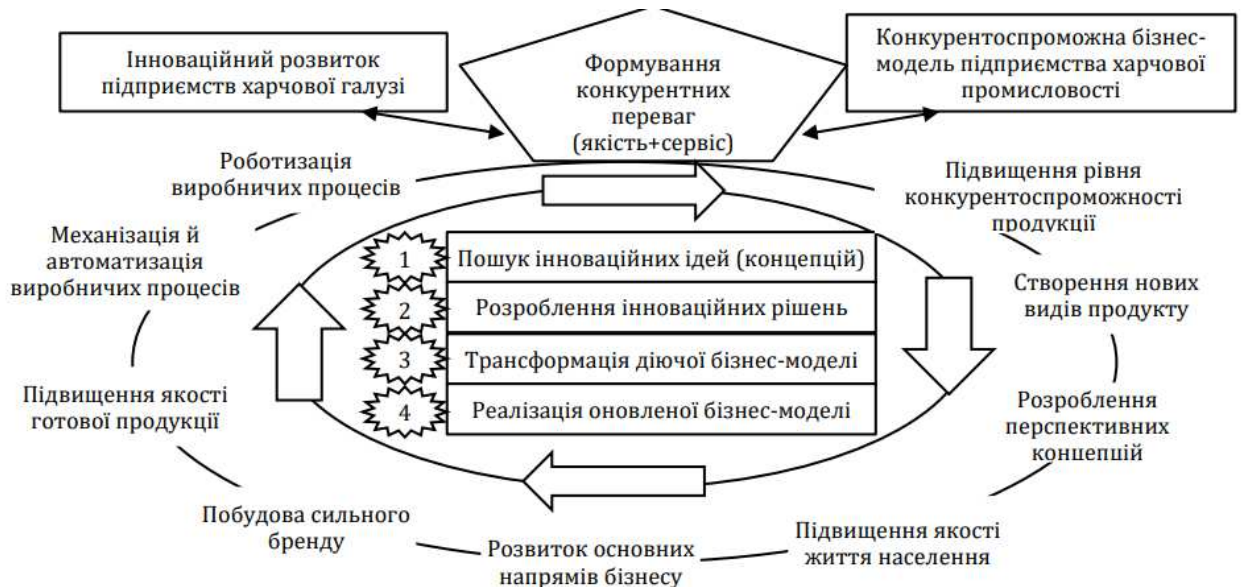 Інноваційний розвиток
підприємств харчової галузі
Формування
конкурентних
переваг
(якість+сервіс)
Конкурентоспроможна бізнес-
модель підприємства харчової
промисловості
Роботизація
виробничих процесів
Підвищення рівня
конкурентоспроможності
продукції
Механізація й
автоматизація
виробничих процесів
1 Пошук інноваційних ідей (концепцій)
2 Розроблення інноваційних рішень
3 Трансформація діючої бізнес-моделі
4 Реалізація оновленої бізнес-моделі
Створення нових
видів продукту
Підвищення якості
готової продукції
Розроблення
перспективних
концепцій
Побудова сильного
бренду
Розвиток основних
напрямів бізнесу
Підвищення якості
життя населення